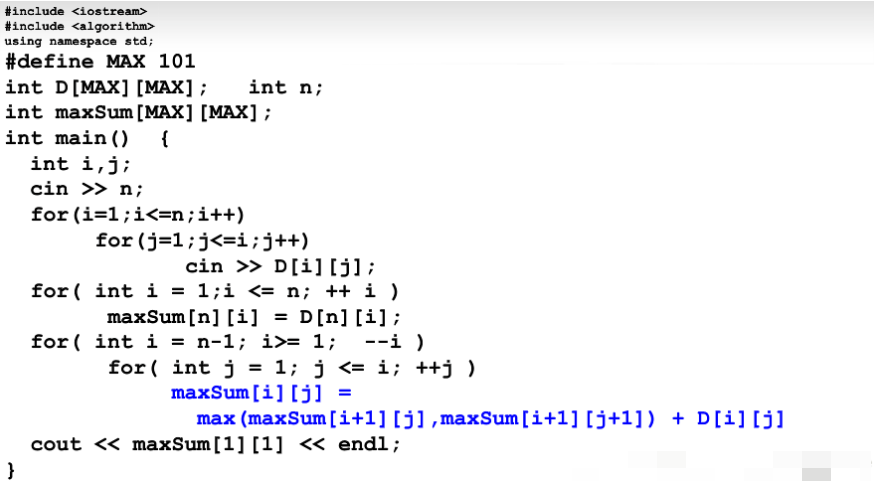 #include <iostream>
#include <algorithm>
using namespace std;
#define MAX 101
int D[MAX][MAX];   int n;
int maxSum[MAX][MAX];
int main()  {
  int i,j;
  cin >> n;
  for(i=1;i<=n;i++)
       for(j=1;j<=i;j++)
              cin >> D[i][j];
  for( int i = 1;i <= n; ++ i )
        maxSum[n][i] = D[n][i];
  for( int i = n-1; i>= 1;  --i )
        for( int j = 1; j <= i; ++j )
             maxSum[i][j] =
               max(maxSum[i+1][j],maxSum[i+1][j+1]) + D[i][j]
  cout << maxSum[1][1] << endl;
}